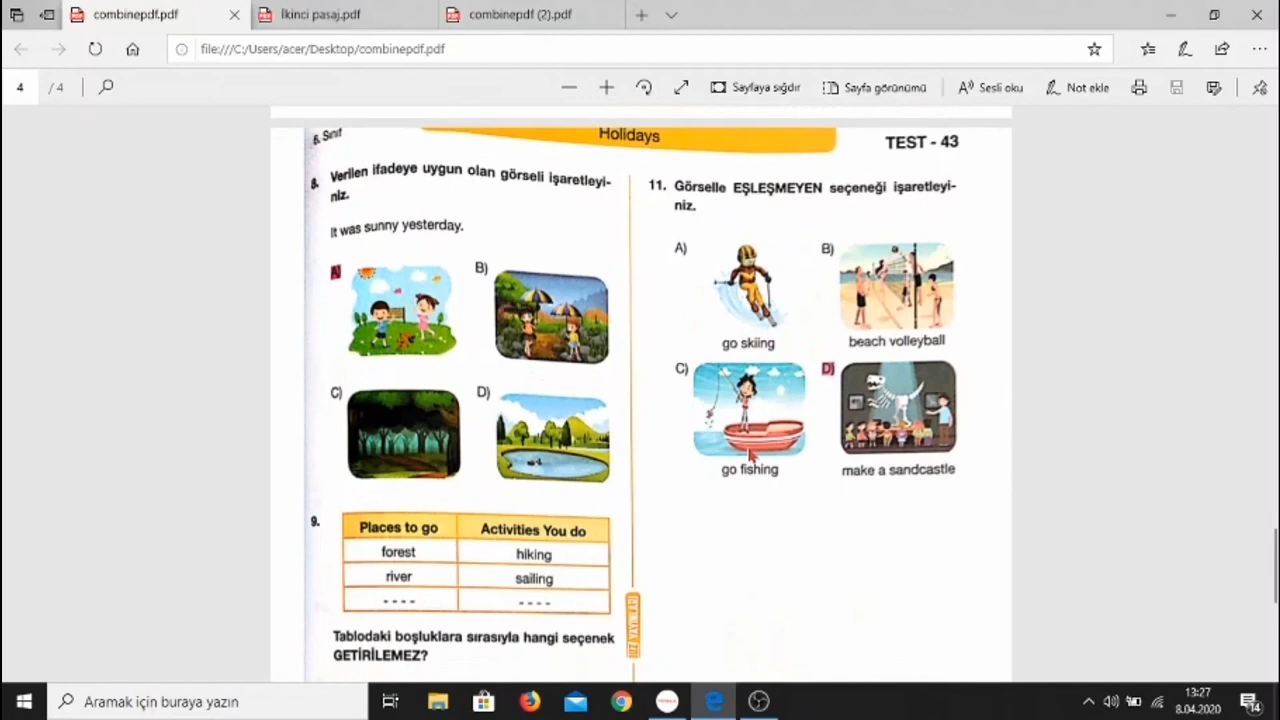 combinepdf.pdf
İkinci pasaj.pdf
combinepdf (2).pdf
file:///C:/Users/acer/Desktop/combinepdf.pdf
4 / 4
Sayfaya sığdır
Sayfa görünümü
Sesli oku
Not ekle
6. Sınıf
Holidays
TEST - 43
8. Verilen ifadeye uygun olan görseli işaretleyi-
niz.
It was sunny yesterday.
A)
B)
C)
D)
9.
Places to go Activities You do
forest hiking
river sailing
- - - - - - - -
Tablodaki boşluklara sırasıyla hangi seçenek
GETİRİLEMEZ?
11. Görselle EŞLEŞMEYEN seçeneği işaretleyi-
niz.
A)
B)
go skiing
beach volleyball
C)
D)
go fishing
make a sandcastle
Aramak için buraya yazın
13:27
8.04.2020
14